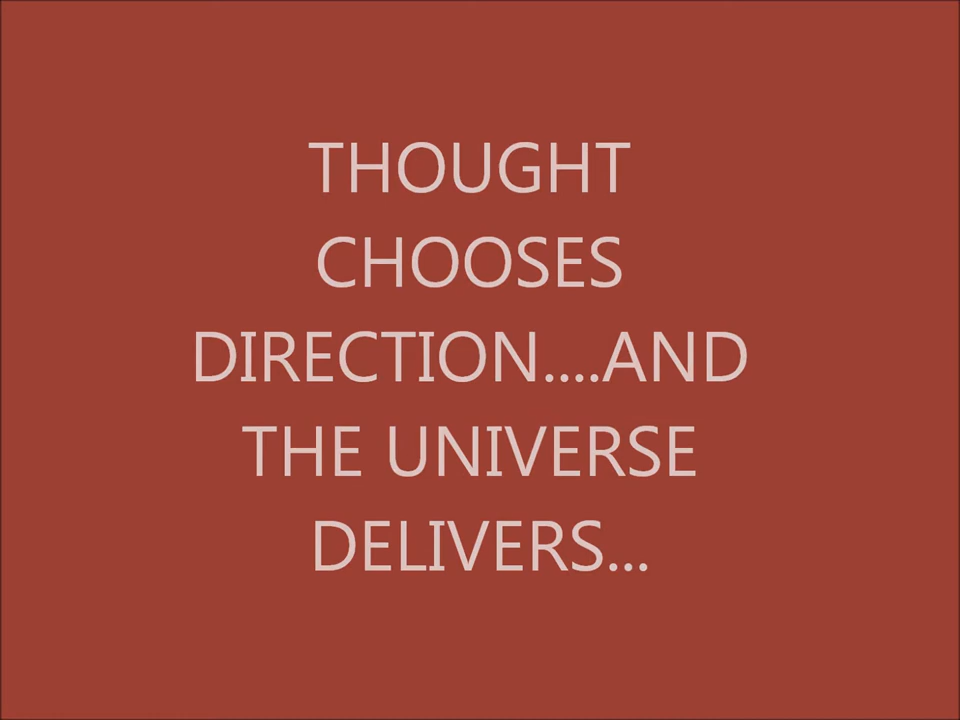 THOUGHT
CHOOSES
DIRECTION....AND
THE UNIVERSE
DELIVERS...